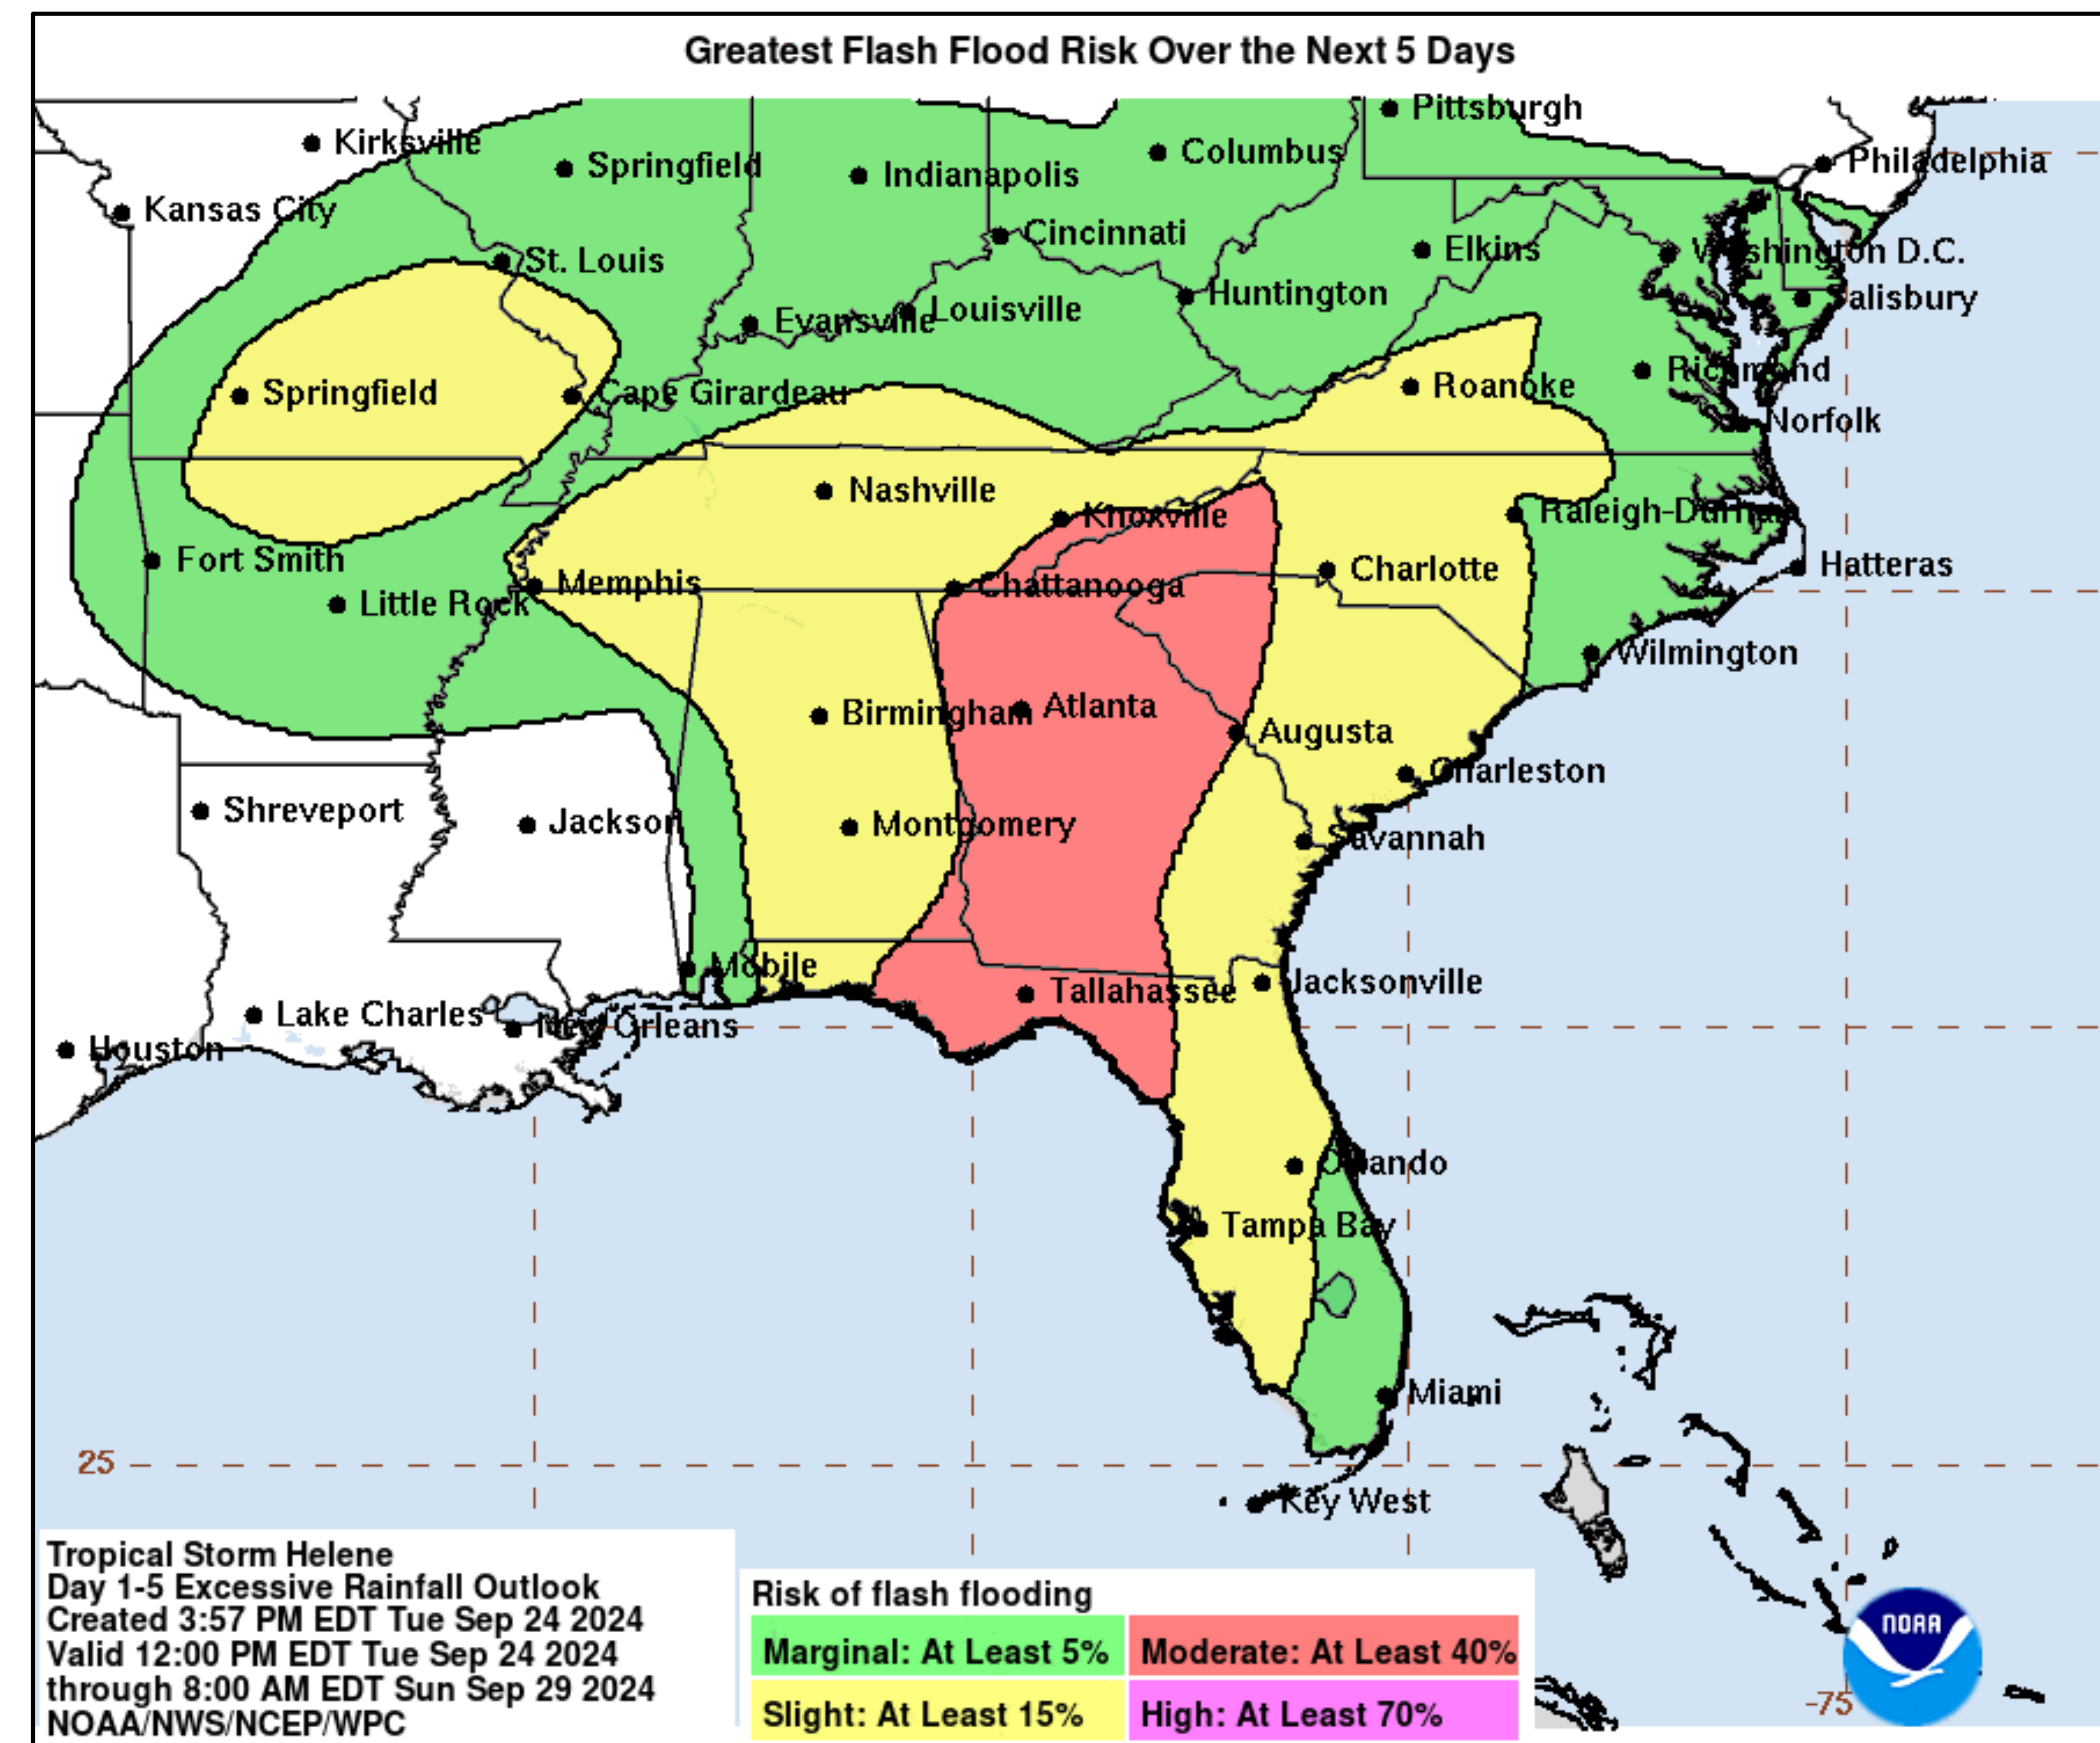 Greatest Flash Flood Risk Over the Next 5 Days
Pittsburgh
Kirksville
Columbus
Springfield
Philadelphia
Indianapolis
Kansas City
Cincinnati
Elkins
Washington D.C.
St. Louis
Huntington
Salisbury
Louisville
Evansville
Richmond
Roanoke
Springfield
Cape Girardeau
Norfolk
Nashville
Raleigh-Durham
Knoxville
Fort Smith
Hatteras
Charlotte
Memphis
Chattanooga
Little Rock
Wilmington
Atlanta
Birmingham
Augusta
Charleston
Shreveport
Jackson
Montgomery
Savannah
Mobile
Jacksonville
Tallahassee
Lake Charles
New Orleans
Houston
Orlando
Tampa Bay
Miami
25
Key West
Tropical Storm Helene
Day 1-5 Excessive Rainfall Outlook
Created 3:57 PM EDT Tue Sep 24 2024
Valid 12:00 PM EDT Tue Sep 24 2024
through 8:00 AM EDT Sun Sep 29 2024
NOAA/NWS/NCEP/WPC
Risk of flash flooding
Marginal: At Least 5%
Moderate: At Least 40%
Slight: At Least 15%
High: At Least 70%
NOAA
-75